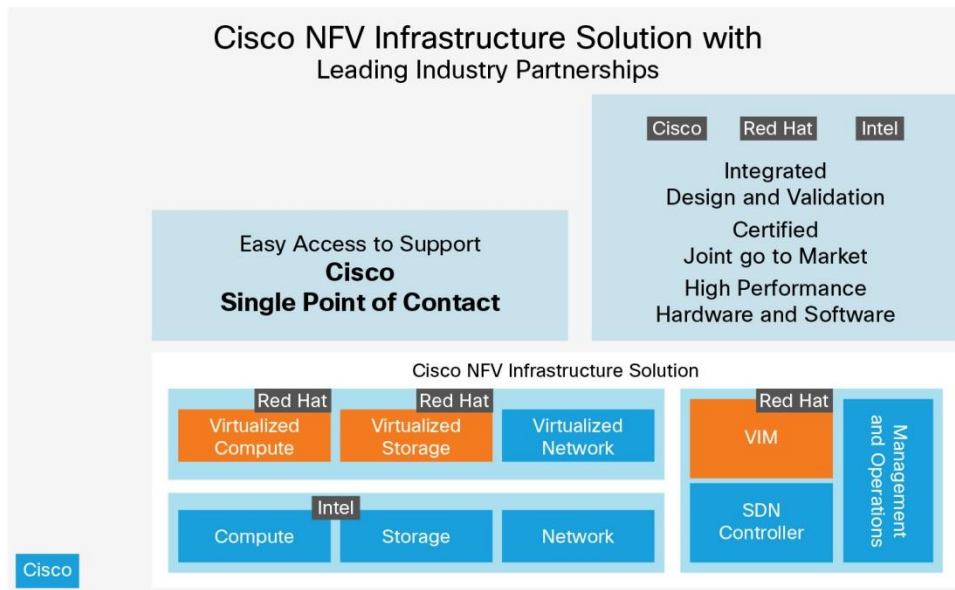 Cisco NFV Infrastructure Solution with
Leading Industry Partnerships
Cisco
Red Hat
Intel
Integrated
Design and Validation
Certified
Joint go to Market
High Performance
Hardware and Software
Easy Access to Support
Cisco
Single Point of Contact
Cisco NFV Infrastructure Solution
Red Hat
Virtualized
Compute
Red Hat
Virtualized
Storage
Virtualized
Network
Red Hat
VIM
SDN
Controller
Management
and Operations
Intel
Compute
Storage
Network
Cisco